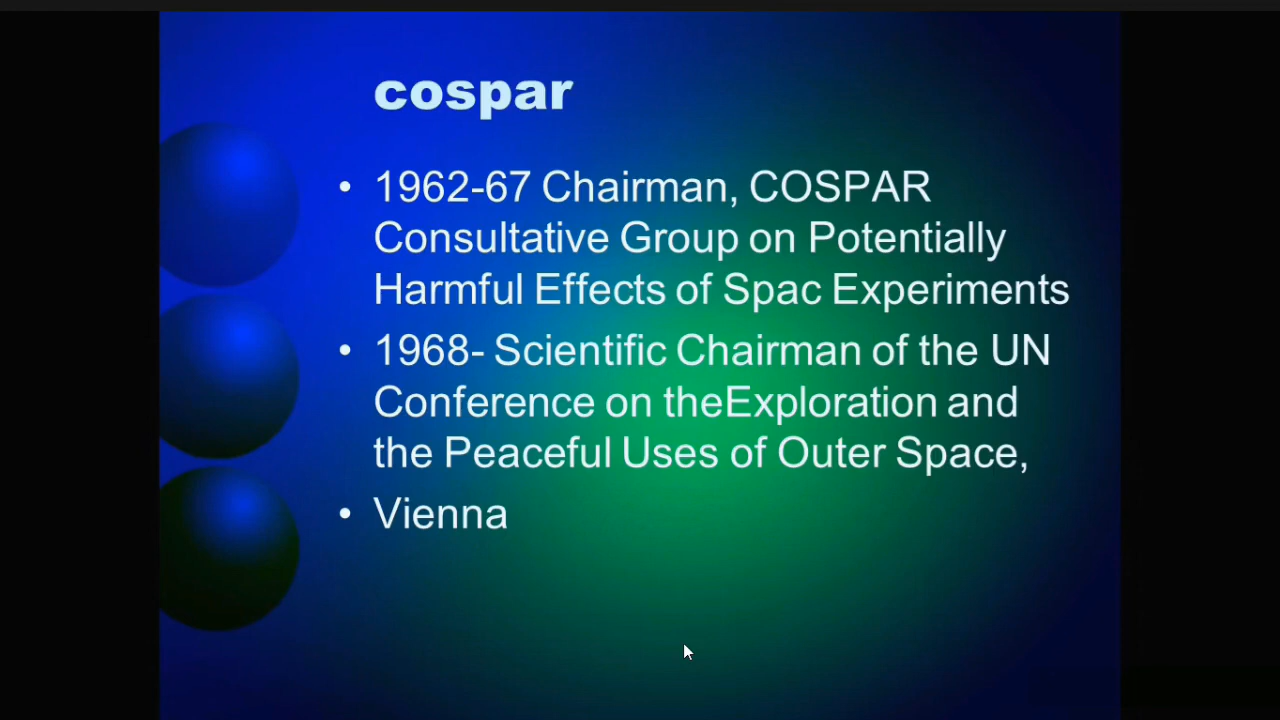 cospar
• 1962-67 Chairman, COSPAR
Consultative Group on Potentially
Harmful Effects of Spac Experiments
• 1968- Scientific Chairman of the UN
Conference on theExploration and
the Peaceful Uses of Outer Space,
• Vienna